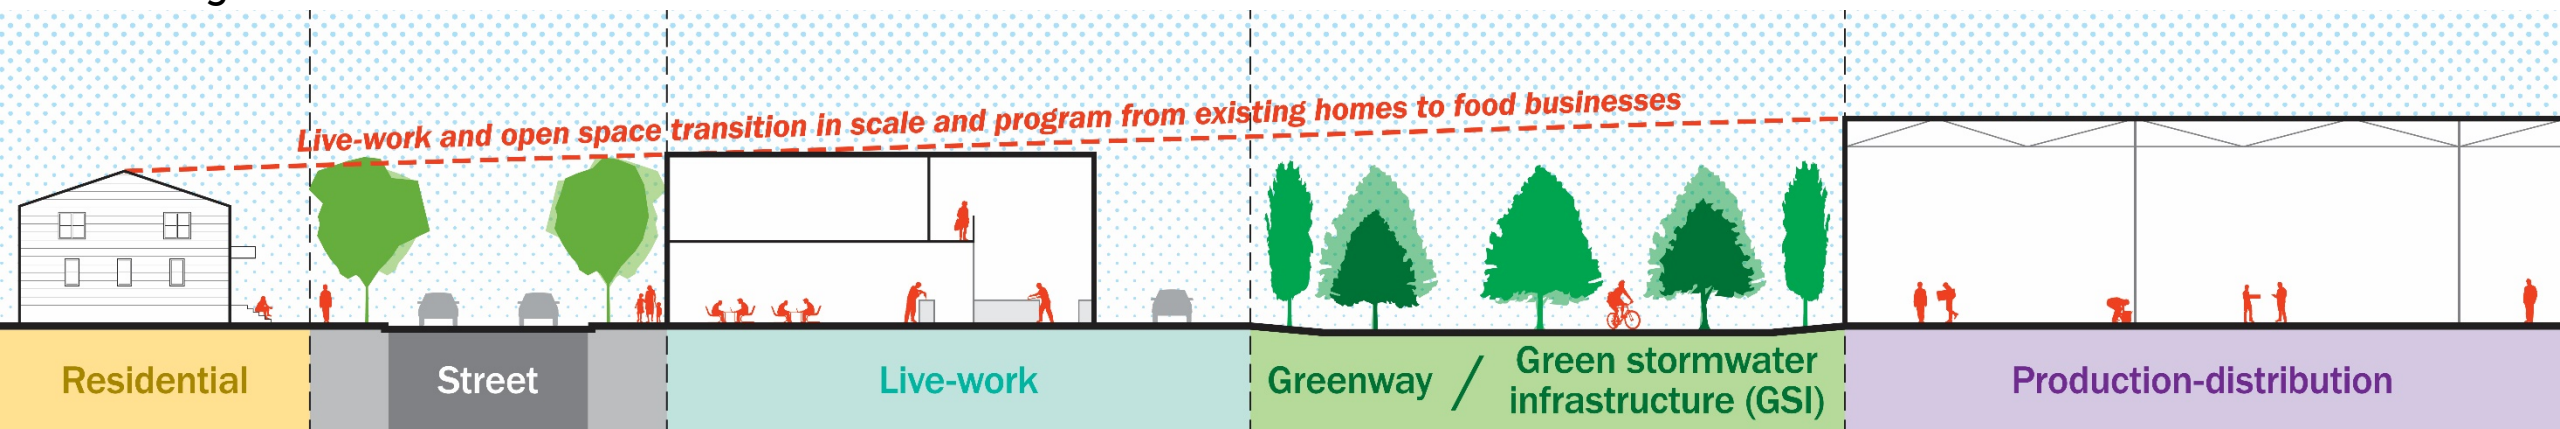 Live-work and open space transition in scale and program from existing homes to food businesses
Residential
Street
Live-work
Greenway / Green stormwater
infrastructure (GSI)
Production-distribution